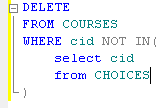 DELETE
FROM COURSES
WHERE cid NOT IN(
select cid
from CHOICES
)